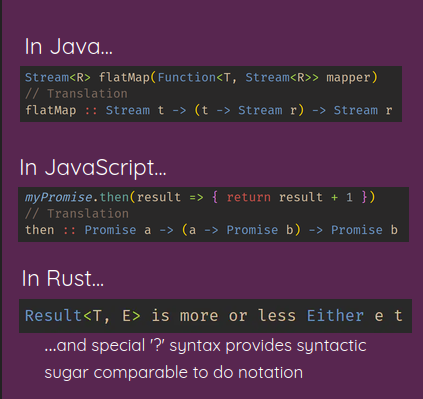 In Java...
Stream<R> flatMap(Function<T, Stream<R>> mapper)
// Translation
flatMap :: Stream t -> (t -> Stream r) -> Stream r
In JavaScript...
myPromise.then(result => { return result + 1 })
// Translation
then :: Promise a -> (a -> Promise b) -> Promise b
In Rust...
Result<T, E> is more or less Either e t
...and special '?' syntax provides syntactic
sugar comparable to do notation